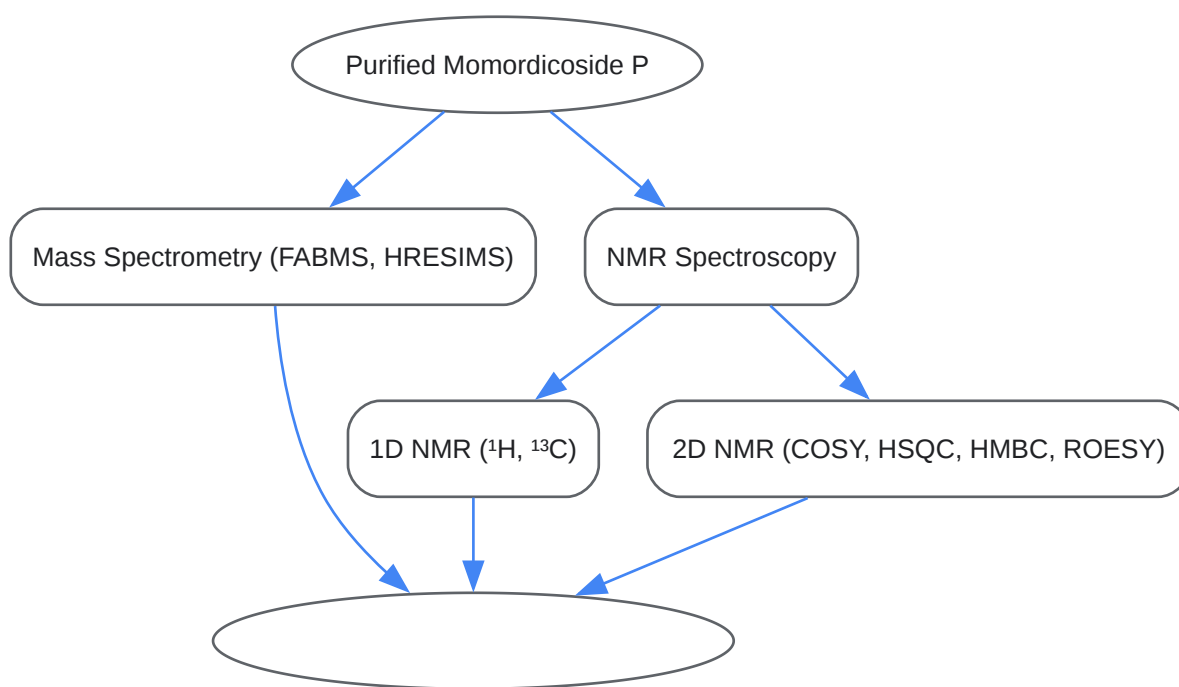 Purified Momordicoside P
Mass Spectrometry (FABMS, HRESIMS)
NMR Spectroscopy
1D NMR (¹H, ¹³C)
2D NMR (COSY, HSQC, HMBC, ROESY)